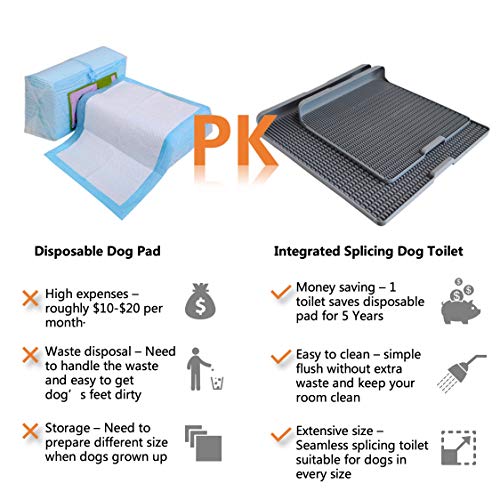 PK
Disposable Dog Pad
High expenses –
roughly $10-$20 per
month·
Waste disposal – Need
to handle the waste
and easy to get
dog’s feet dirty
Storage – Need to
prepare different size
when dogs grown up
Integrated Splicing Dog Toilet
Money saving – 1
toilet saves disposable
pad for 5 Years
Easy to clean – simple
flush without extra
waste and keep your
room clean
Extensive size –
Seamless splicing toilet
suitable for dogs in
every size